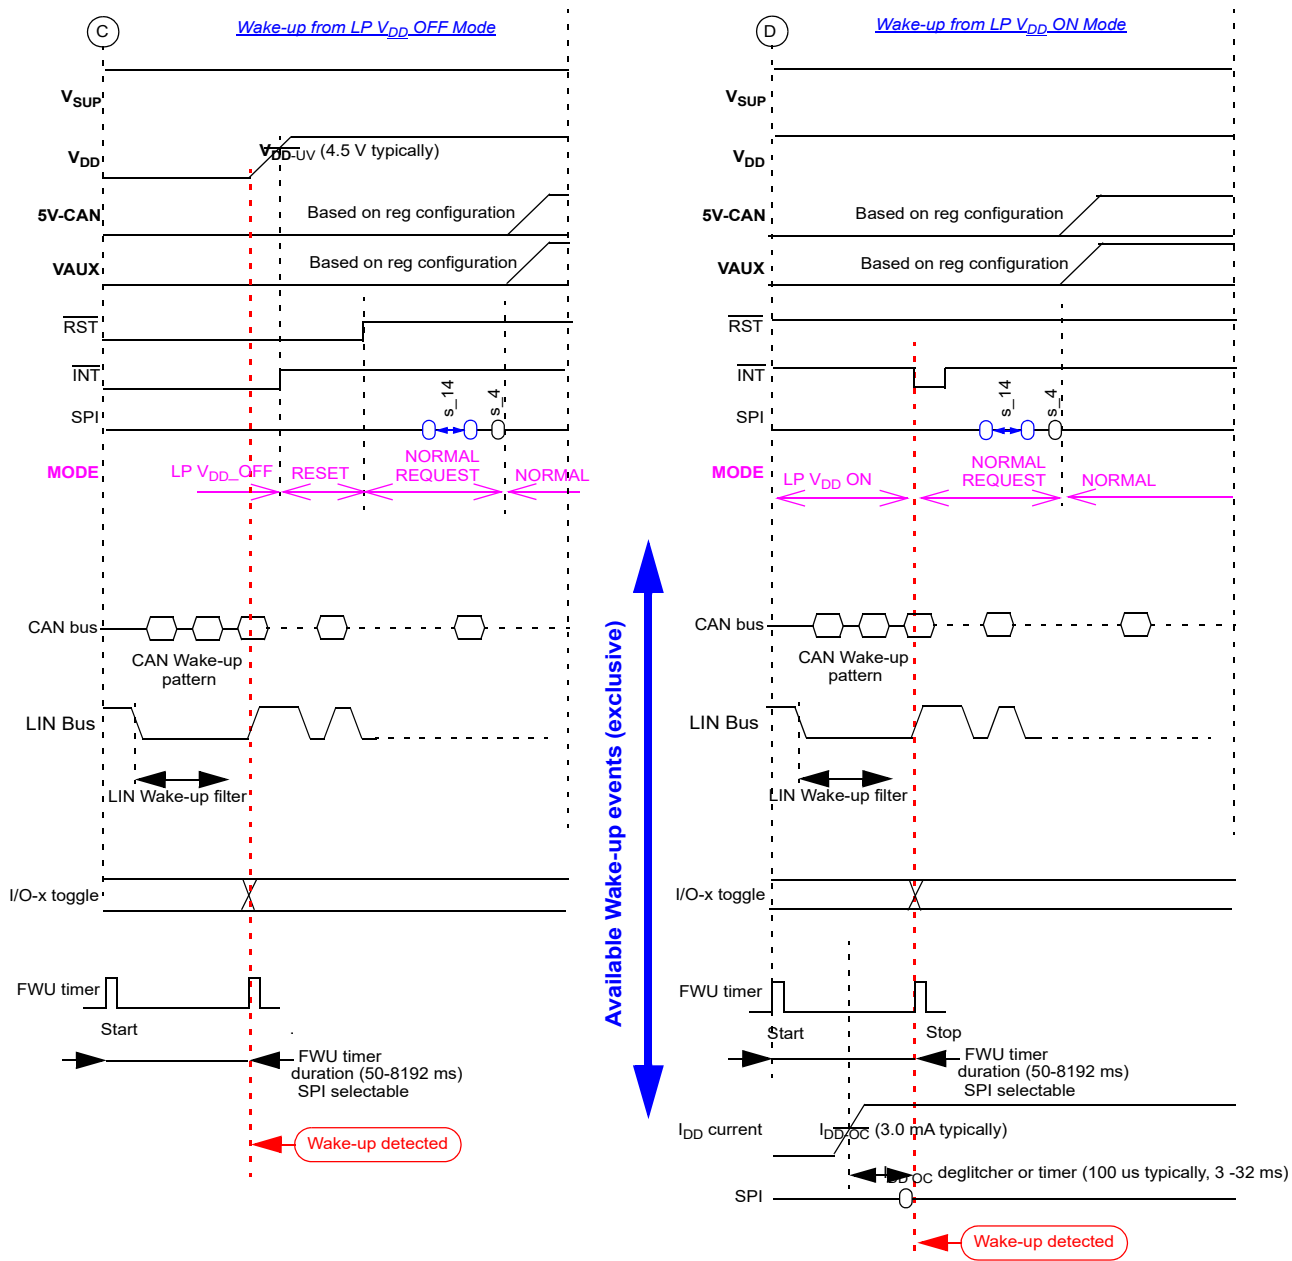 C
Wake-up from LP VDD OFF Mode
VSUP
VDD
VDD-UV (4.5 V typically)
5V-CAN
Based on reg configuration
VAUX
Based on reg configuration
RST
INT
SPI
s_14
s_4
MODE
LP VDD_OFF
RESET
NORMAL
REQUEST
NORMAL
CAN bus
CAN Wake-up
pattern
LIN Bus
LIN Wake-up filter
I/O-x toggle
FWU timer
Start
FWU timer
duration (50-8192 ms)
SPI selectable
Wake-up detected
Available Wake-up events (exclusive)
D
Wake-up from LP VDD ON Mode
VSUP
VDD
5V-CAN
Based on reg configuration
VAUX
Based on reg configuration
RST
INT
SPI
s_14
s_4
MODE
LP VDD ON
NORMAL
REQUEST
NORMAL
CAN bus
CAN Wake-up
pattern
LIN Bus
LIN Wake-up filter
I/O-x toggle
FWU timer
Start
Stop
FWU timer
duration (50-8192 ms)
SPI selectable
IDD current
IDD-OC (3.0 mA typically)
IDD OC deglitcher or timer (100 us typically, 3 -32 ms)
SPI
Wake-up detected